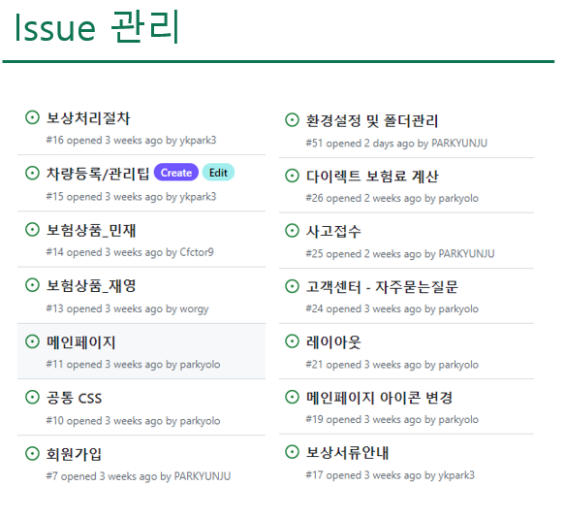 Issue 관리
보상처리절차
#16 opened 3 weeks ago by ykpark3
차량등록/관리팁 Create Edit
#15 opened 3 weeks ago by ykpark3
보험상품_민재
#14 opened 3 weeks ago by Cfctor9
보험상품_재영
#13 opened 3 weeks ago by worgy
메인페이지
#11 opened 3 weeks ago by parkyolo
공통 CSS
#10 opened 3 weeks ago by parkyolo
회원가입
#7 opened 3 weeks ago by PARKYUNJU
환경설정 및 폴더관리
#51 opened 2 days ago by PARKYUNJU
다이렉트 보험료 계산
#26 opened 2 weeks ago by parkyolo
사고접수
#25 opened 2 weeks ago by PARKYUNJU
고객센터 - 자주묻는질문
#24 opened 3 weeks ago by parkyolo
레이아웃
#21 opened 3 weeks ago by parkyolo
메인페이지 아이콘 변경
#19 opened 3 weeks ago by parkyolo
보상서류안내
#17 opened 3 weeks ago by ykpark3